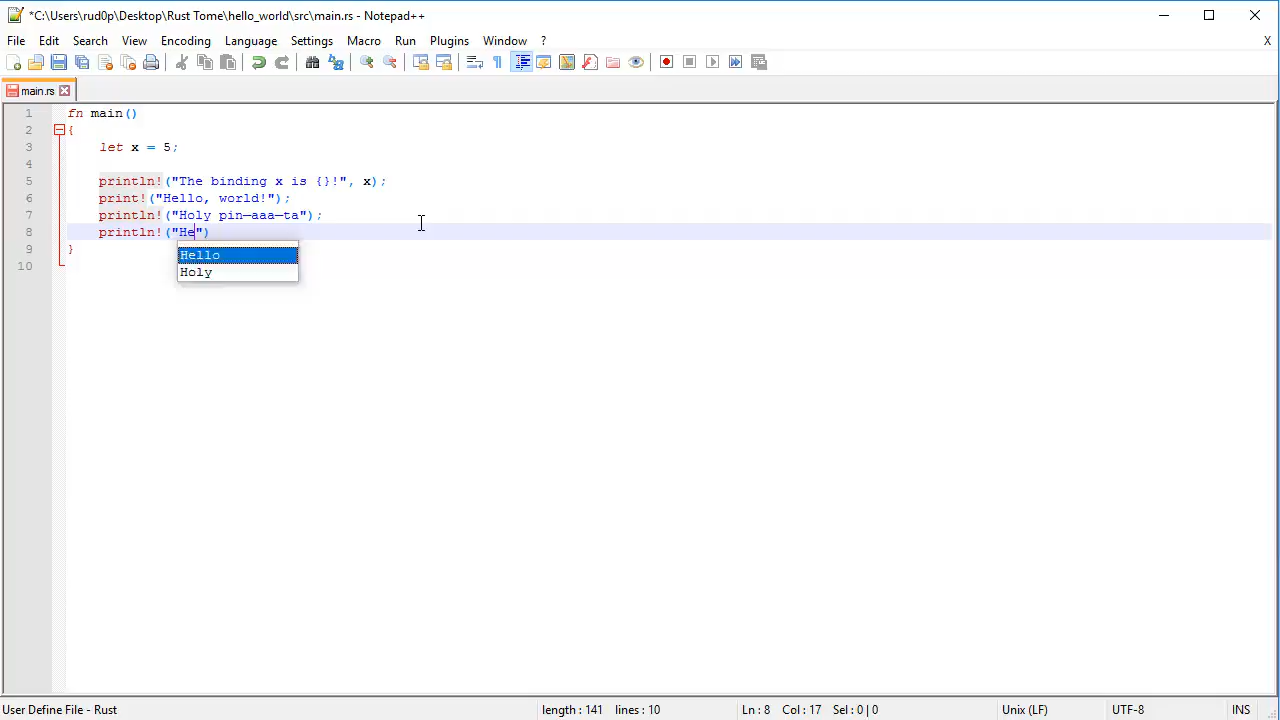 *C:\Users\rud0p\Desktop\Rust Tome\hello_world\src\main.rs - Notepad++
File Edit Search View Encoding Language Settings Macro Run Plugins Window ? X
main.rs
1 fn main()
2 {
3 let x = 5;
4
5 println!("The binding x is {}!", x);
6 print!("Hello, world!");
7 println!("Holy pin—aaa—ta");
8 println!("He")
Hello
Holy
9 }
10
User Define File - Rust length : 141 lines : 10 Ln : 8 Col : 17 Sel : 0 | 0 Unix (LF) UTF-8 INS